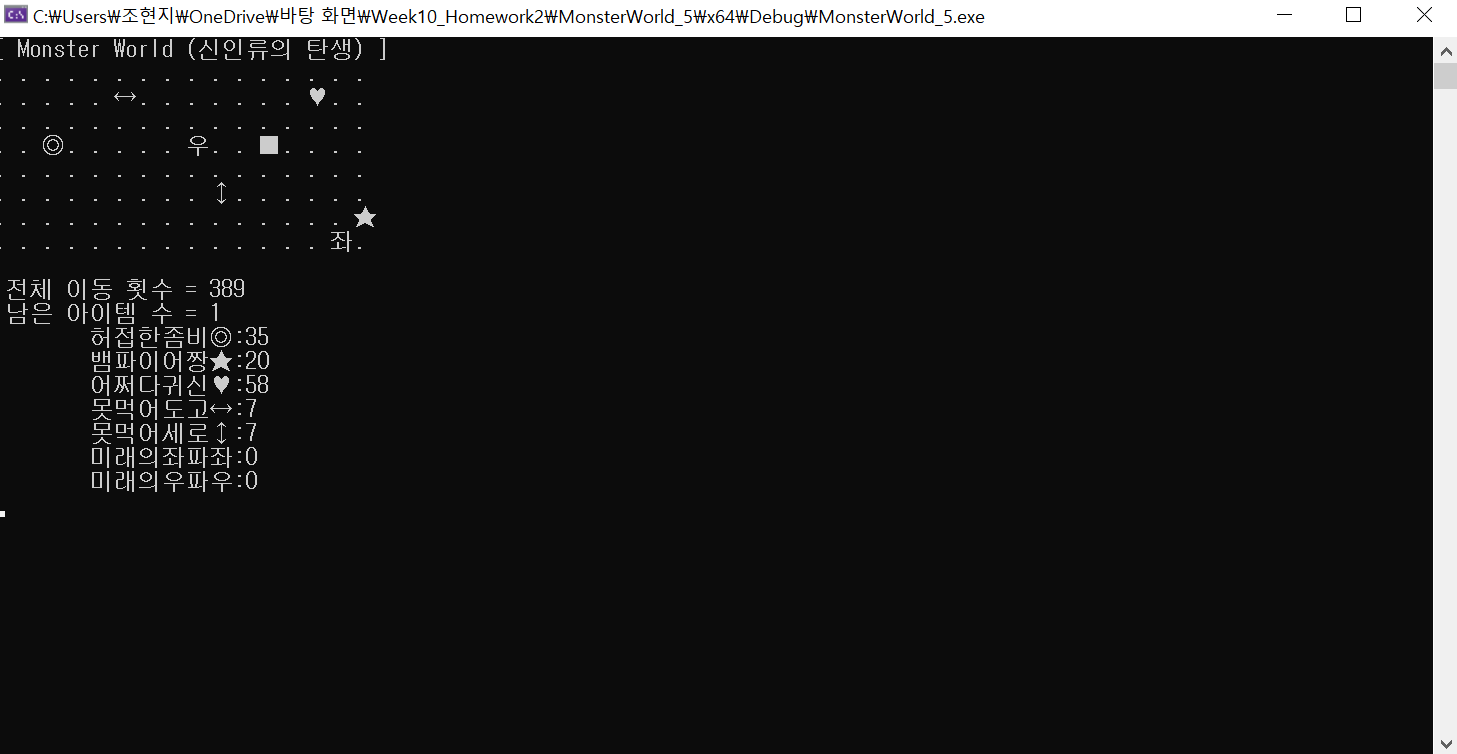 C:₩Users₩조현지₩OneDrive₩바탕 화면₩Week10_Homework2₩MonsterWorld_5₩x64₩Debug₩MonsterWorld_5.exe
[ Monster World (신인류의 탄생) ]
. . . . . . . . . . . . . . . .
. . . . . ↔. . . . . . . ♥. .
. . . . . . . . . . . . . . . .
. . ◎. . . . . 우. . ■. . . .
. . . . . . . . . . . . . . . .
. . . . . . . . . ↕. . . . . .
. . . . . . . . . . . . . . . ★
. . . . . . . . . . . . . . 좌.
전체 이동 횟수 = 389
남은 아이템 수 = 1
허접한좀비◎:35
뱀파이어짱★:20
어쩌다귀신♥:58
못먹어도고↔:7
못먹어세로↕:7
미래의좌파좌:0
미래의우파우:0